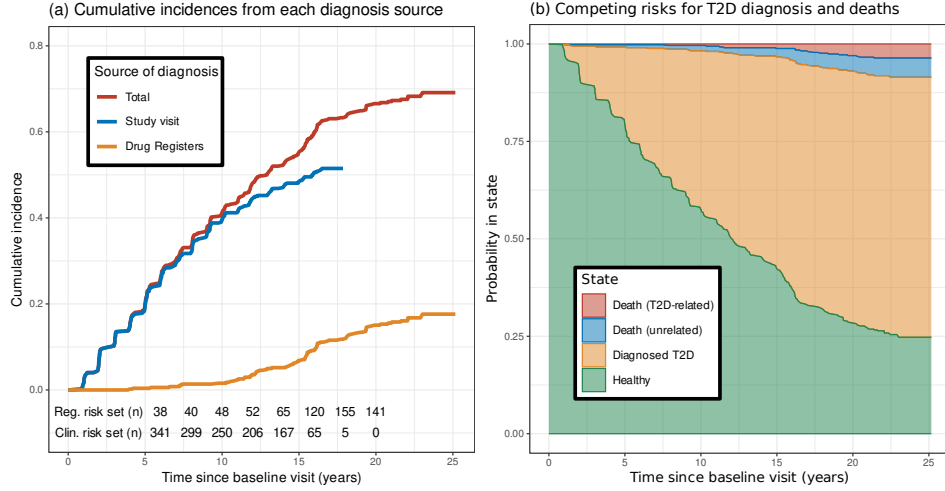 (a) Cumulative incidences from each diagnosis source
0.8
0.6
0.4
0.2
0.0
Cumulative incidence
Source of diagnosis
Total
Study visit
Drug Registers
Reg. risk set (n) 38 40 48 52 65 120 155 141
Clin. risk set (n) 341 299 250 206 167 65 5 0
0 5 10 15 20 25
Time since baseline visit (years)
(b) Competing risks for T2D diagnosis and deaths
1.00
0.75
0.50
0.25
0.00
Probability in state
State
Death (T2D-related)
Death (unrelated)
Diagnosed T2D
Healthy
0 5 10 15 20 25
Time since baseline visit (years)